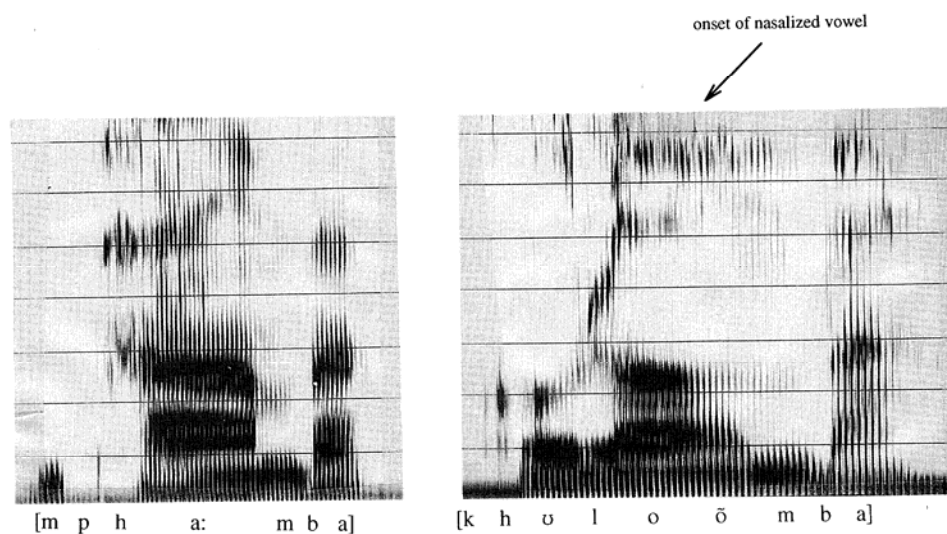 onset of nasalized vowel
[m p h a: m b a]
[k h ʊ l o õ m b a]